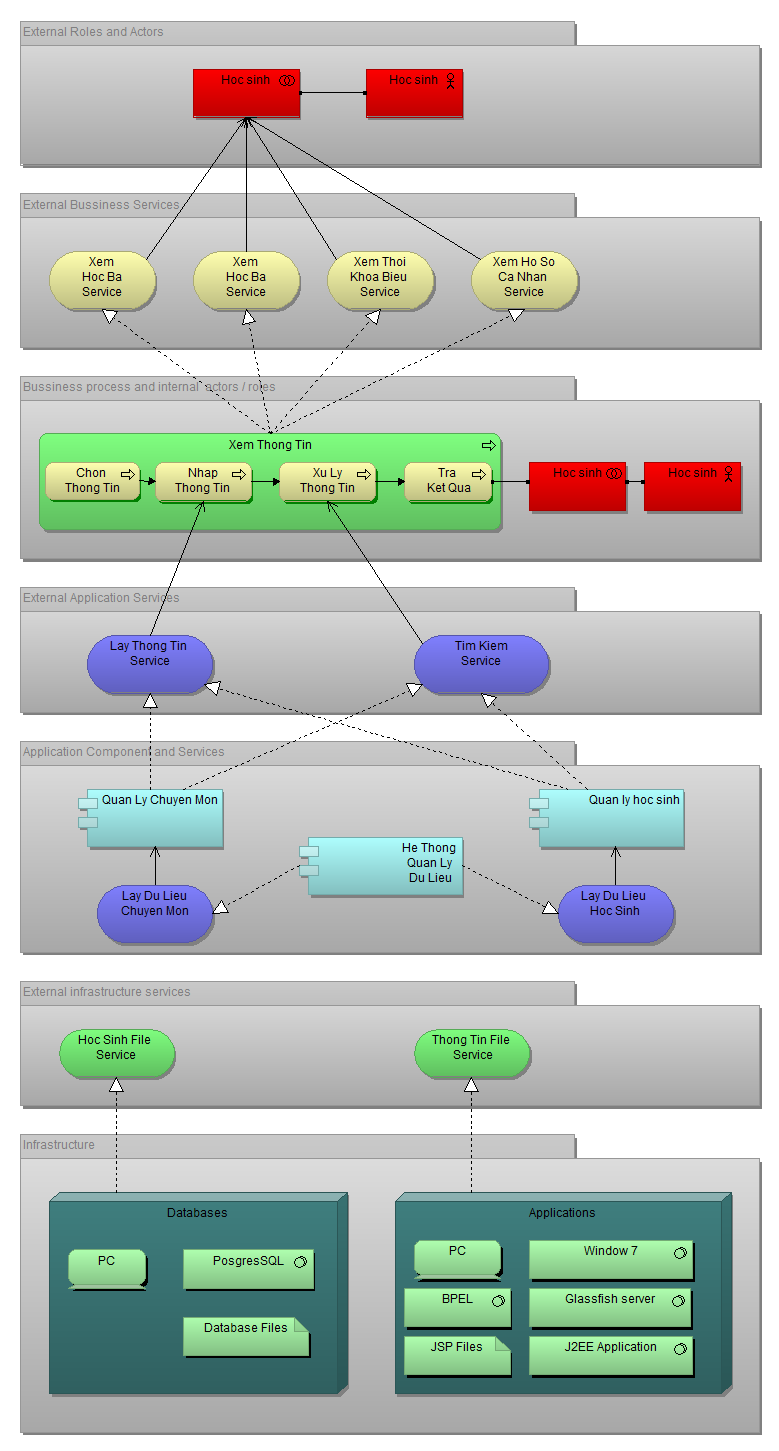 External Roles and Actors
Hoc sinh
Hoc sinh
External Bussiness Services
Xem
Hoc Ba
Service
Xem
Hoc Ba
Service
Xem Thoi
Khoa Bieu
Service
Xem Ho So
Ca Nhan
Service
Bussiness process and internal actors / roles
Xem Thong Tin
Chon
Thong Tin
Nhap
Thong Tin
Xu Ly
Thong Tin
Tra
Ket Qua
Hoc sinh
Hoc sinh
External Application Services
Lay Thong Tin
Service
Tim Kiem
Service
Application Component and Services
Quan Ly Chuyen Mon
Quan ly hoc sinh
He Thong
Quan Ly
Du Lieu
Lay Du Lieu
Chuyen Mon
Lay Du Lieu
Hoc Sinh
External infrastructure services
Hoc Sinh File
Service
Thong Tin File
Service
Infrastructure
Databases
PC
PosgresSQL
Database Files
Applications
PC
Window 7
BPEL
Glassfish server
JSP Files
J2EE Application